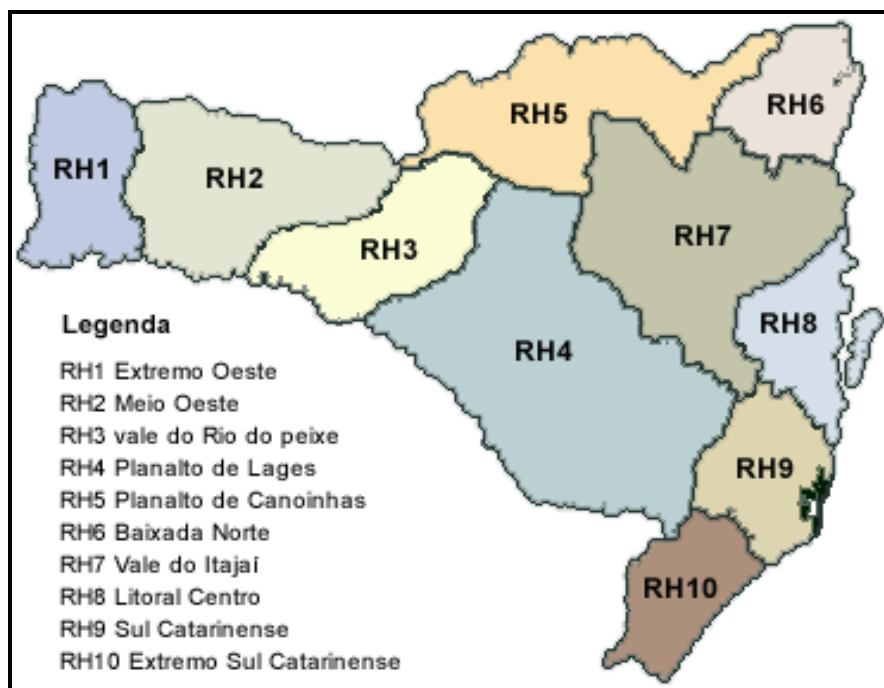 RH5
RH6
RH1
RH2
RH7
RH3
RH8
RH4
RH9
RH10
Legenda
RH1 Extremo Oeste
RH2 Meio Oeste
RH3 vale do Rio do peixe
RH4 Planalto de Lages
RH5 Planalto de Canoinhas
RH6 Baixada Norte
RH7 Vale do Itajaí
RH8 Litoral Centro
RH9 Sul Catarinense
RH10 Extremo Sul Catarinense